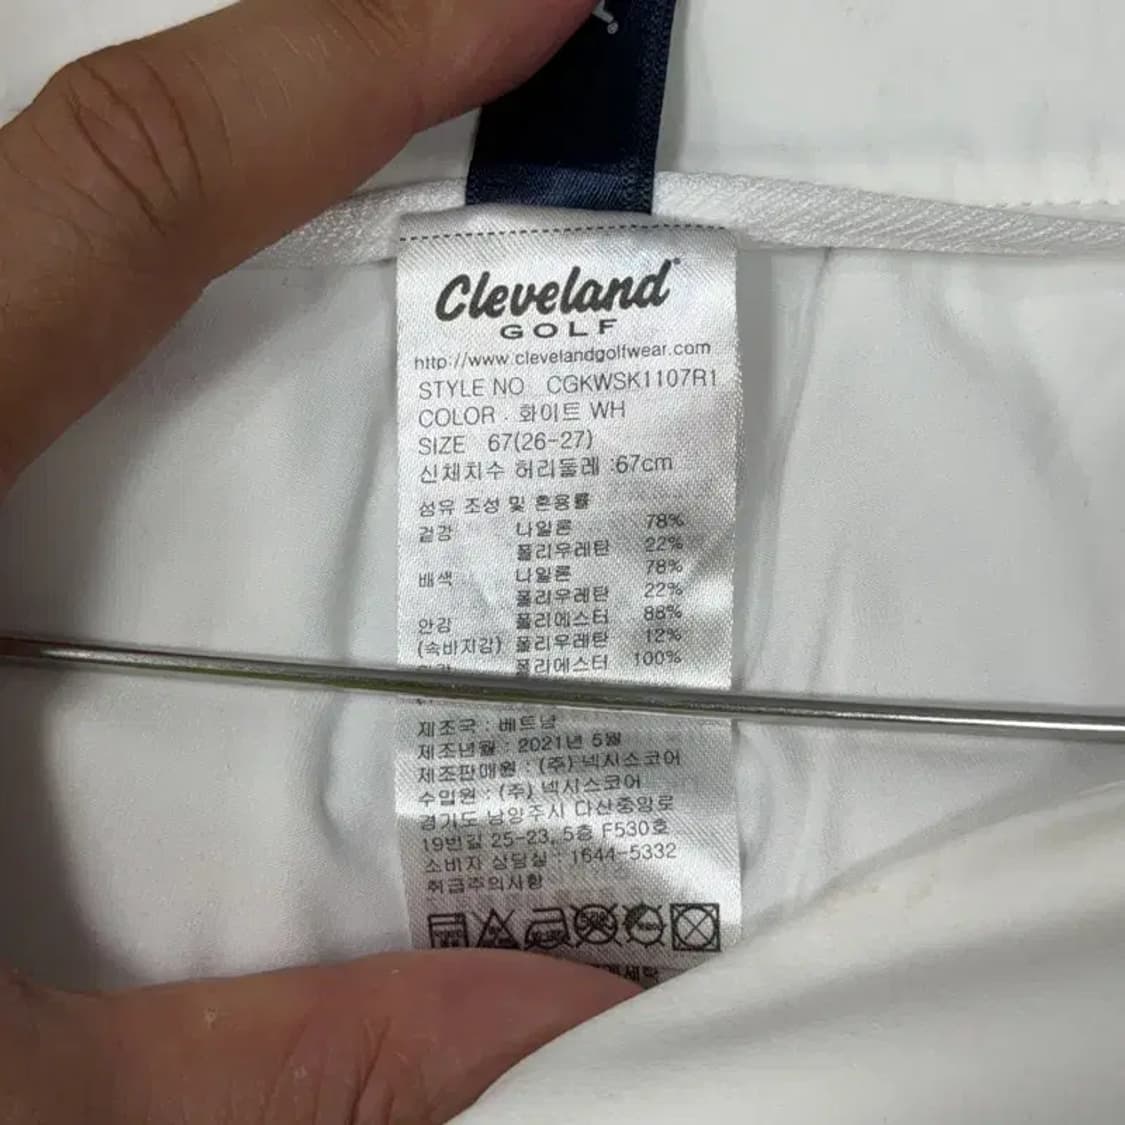 Cleveland
GOLF
http://www.clevelandgolfwear.com
STYLE NO CGKWSK1107R1
COLOR : 화이트 WH
SIZE 67(26-27)
신체치수 허리둘레 :67cm
섬유 조성 및 혼용률
겉감 나일론 78%
폴리우레탄 22%
배색 나일론 78%
폴리우레탄 22%
안감 폴리에스터 88%
(속바지감) 폴리우레탄 12%
폴리에스터 100%
제조국 : 베트남
제조년월 : 2021년 5월
제조판매원 : (주) 넥시스코어
수입원 : (주) 넥시스코어
경기도 남양주시 다산중앙로
19번길 25-23, 5층 F530호
소비자 상담실 : 1644-5332
취급주의사항